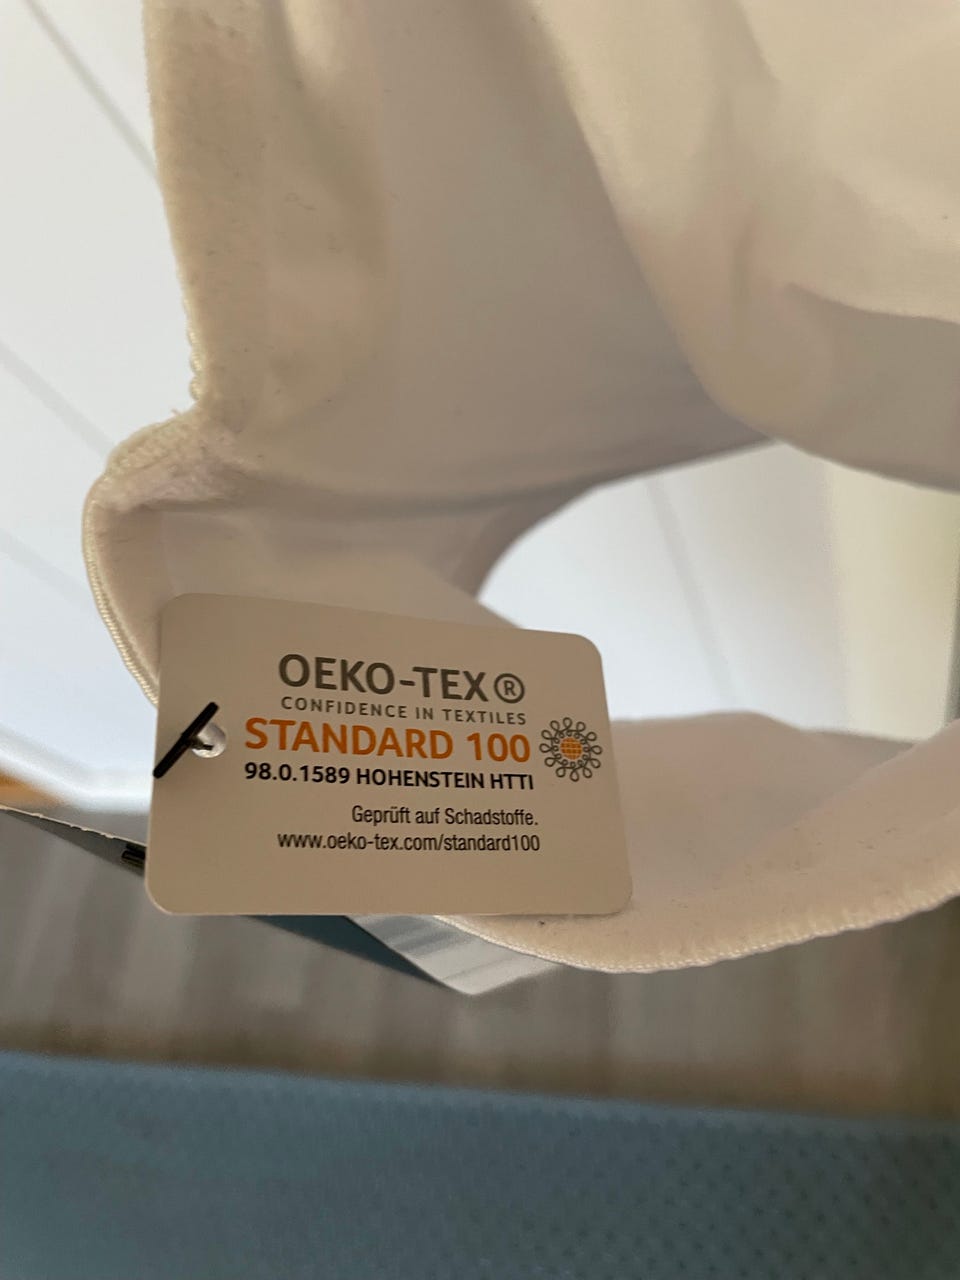 OEKO-TEX®
CONFIDENCE IN TEXTILES
STANDARD 100
98.0.1589 HOHENSTEIN HTTI
Geprüft auf Schadstoffe.
www.oeko-tex.com/standard100